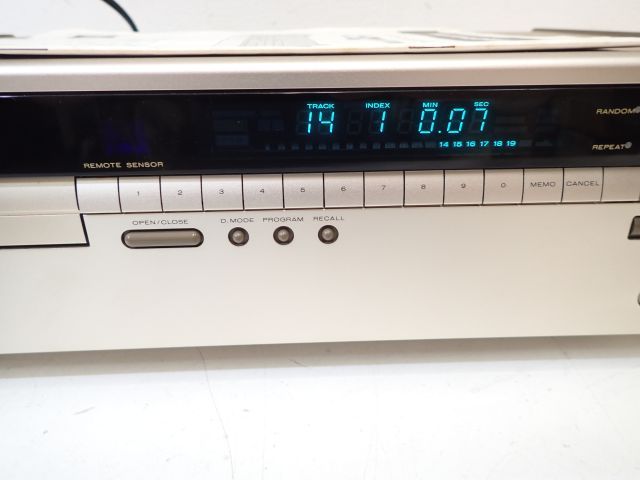 TRACK INDEX MIN SEC
14 1 0.07
RANDOM
14 15 16 17 18 19
REPEAT
REMOTE SENSOR
1 2 3 4 5 6 7 8 9 0 MEMO CANCEL
OPEN/CLOSE D.MODE PROGRAM RECALL